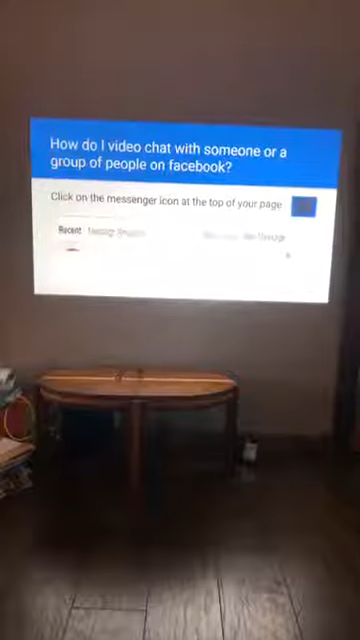 How do I video chat with someone or a
group of people on facebook?
Click on the messenger icon at the top of your page
Recent